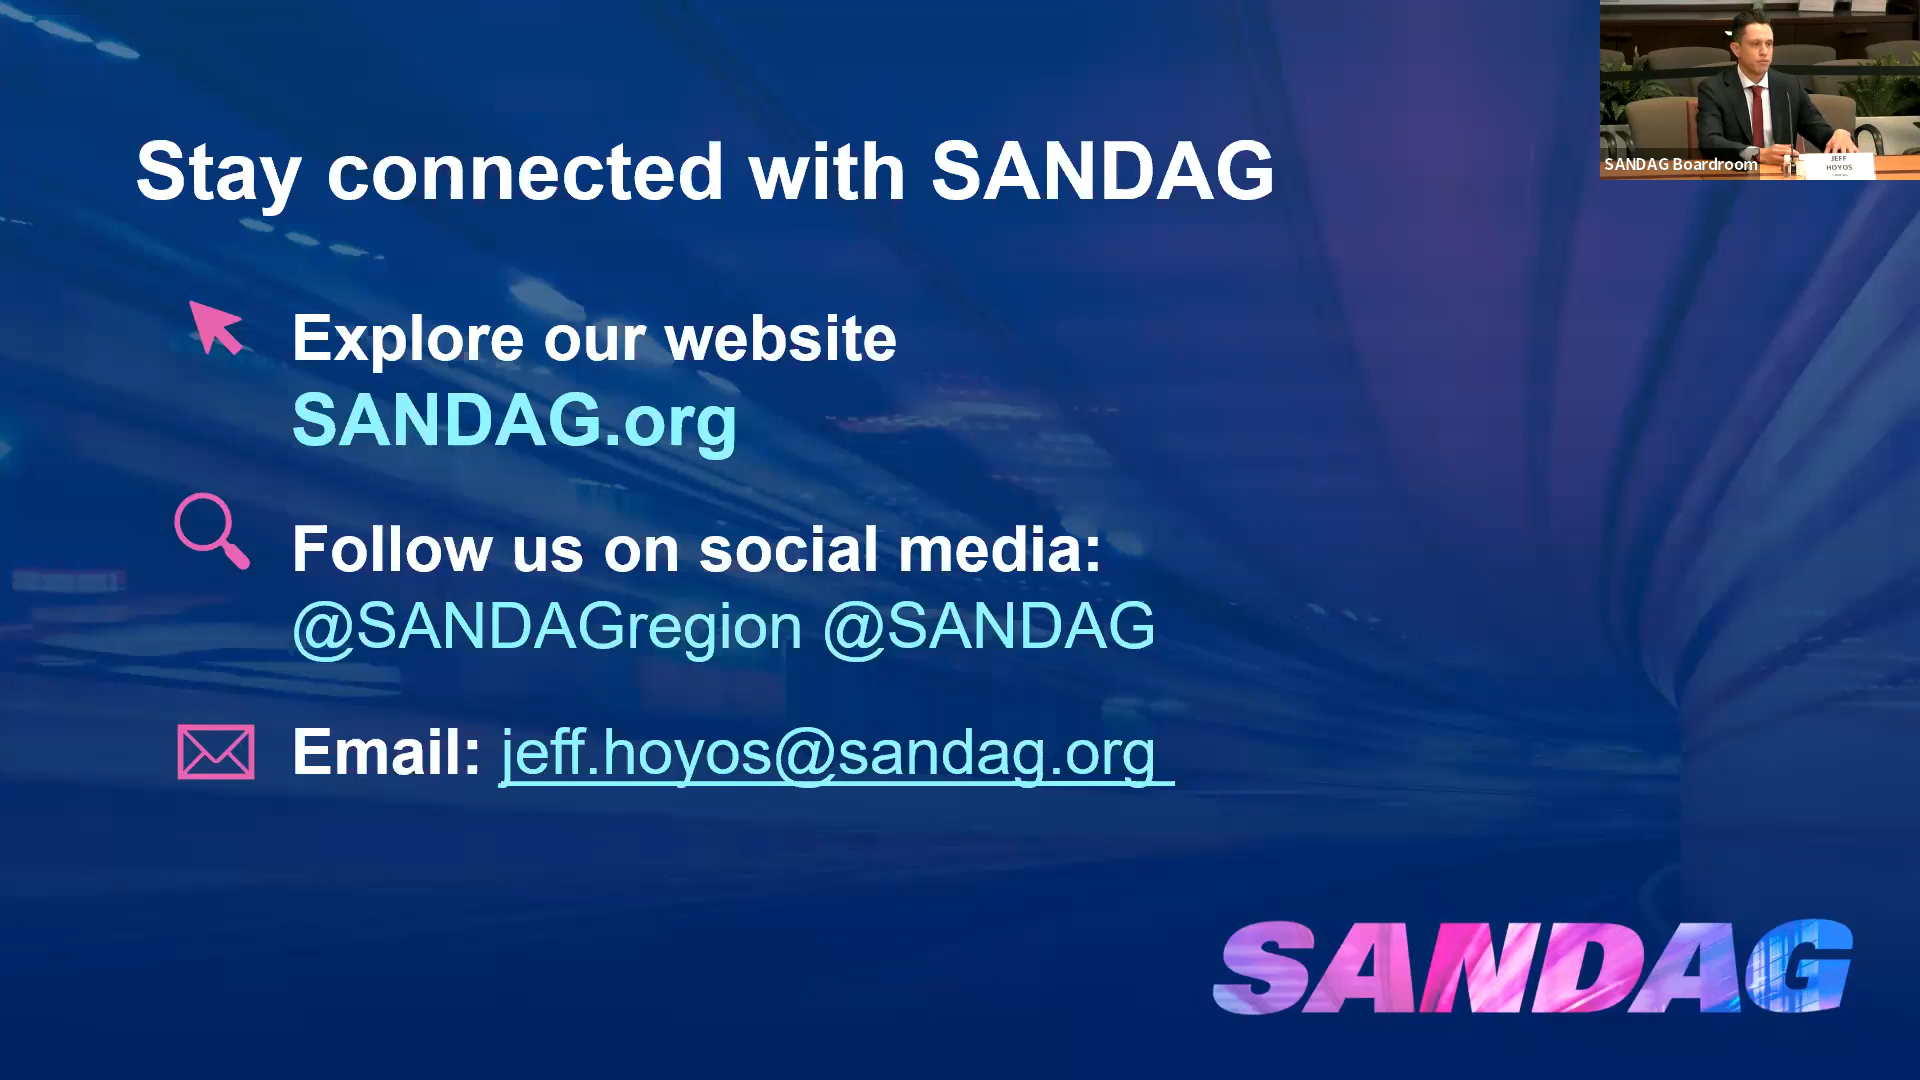 Stay connected with SANDAG
Explore our website
SANDAG.org
Follow us on social media:
@SANDAGregion @SANDAG
Email: jeff.hoyos@sandag.org
SANDAG
SANDAG Boardroom
JEFF
HOYOS